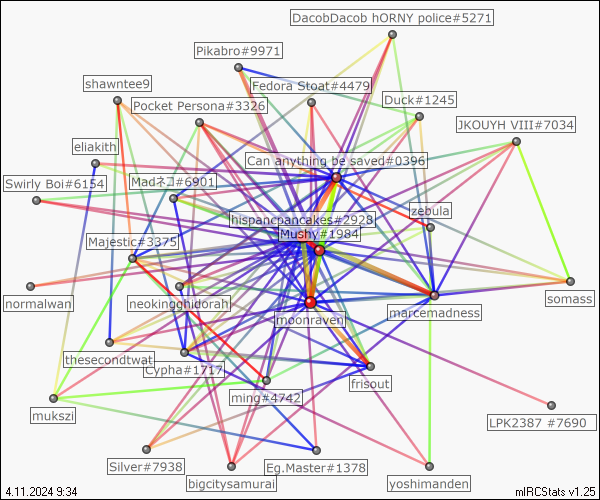 DacobDacob hORNY police#5271
Pikabro#9971
shawntee9
Fedora Stoat#4479
Pocket Persona#3326
Duck#1245
JKOUYH VIII#7034
eliakith
Can anything be saved#0396
Swirly Boi#6154
Madネコ#6901
zebula
hispancpancakes#2928
Mushy#1984
Majestic#3375
normalwan
neokingghidorah
somass
moonraven
marcemadness
thesecondtwat
Cypha#1717
frisout
mukszi
ming#4742
LPK2387 #7690
Silver#7938
Eg.Master#1378
bigcitysamurai
yoshimanden
4.11.2024 9:34
mIRCStats v1.25